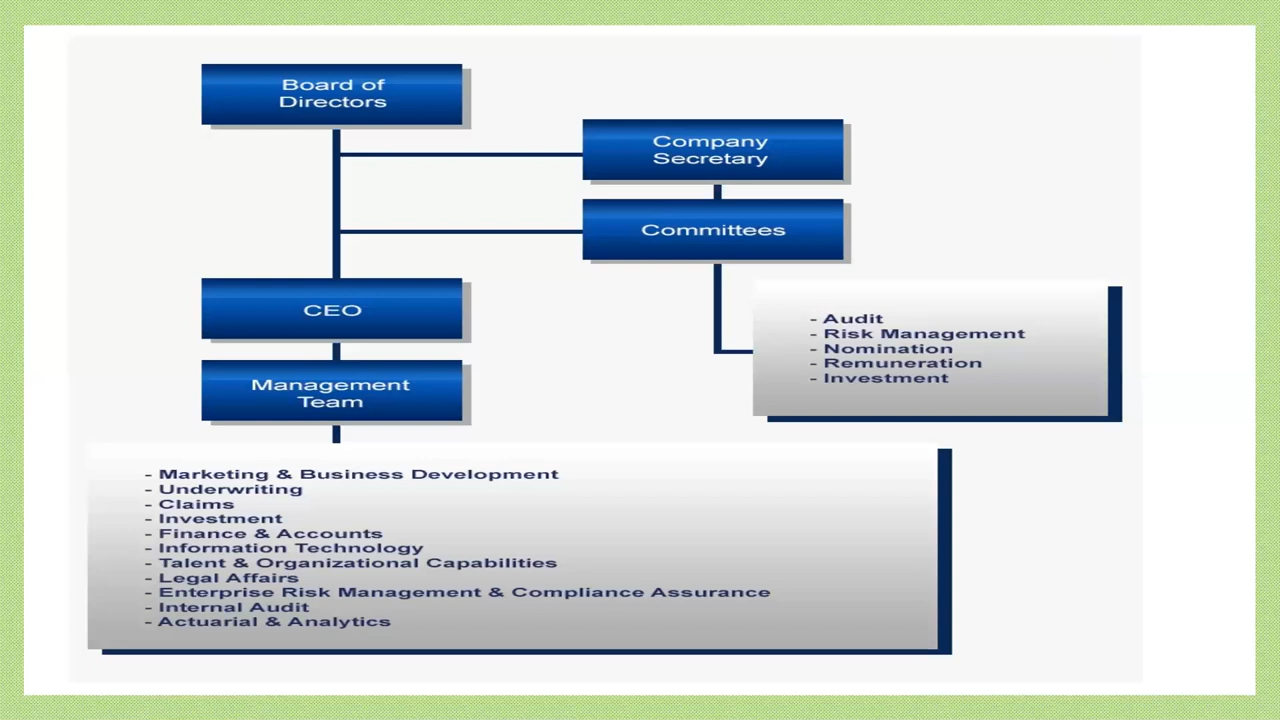 Board of
Directors
Company
Secretary
Committees
CEO
Management
Team
- Audit
- Risk Management
- Nomination
- Remuneration
- Investment
- Marketing & Business Development
- Underwriting
- Claims
- Investment
- Finance & Accounts
- Information Technology
- Talent & Organizational Capabilities
- Legal Affairs
- Enterprise Risk Management & Compliance Assurance
- Internal Audit
- Actuarial & Analytics